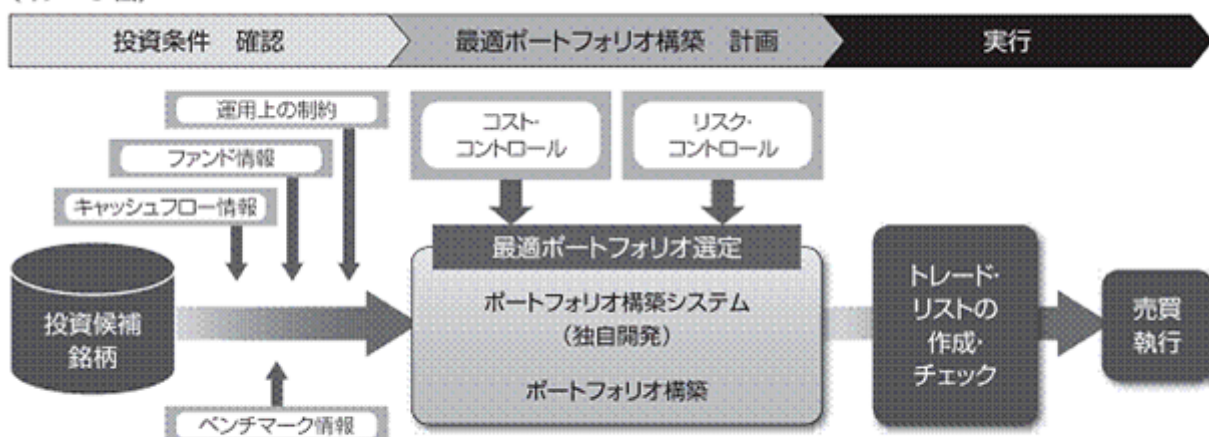 投資条件 確認
最適ポートフォリオ構築 計画
実行
運用上の制約
ファンド情報
キャッシュフロー情報
コスト・
コントロール
リスク・
コントロール
投資候補
銘柄
最適ポートフォリオ選定
ポートフォリオ構築システム
（独自開発）
ポートフォリオ構築
トレード・
リストの
作成・
チェック
売買
執行
ベンチマーク情報